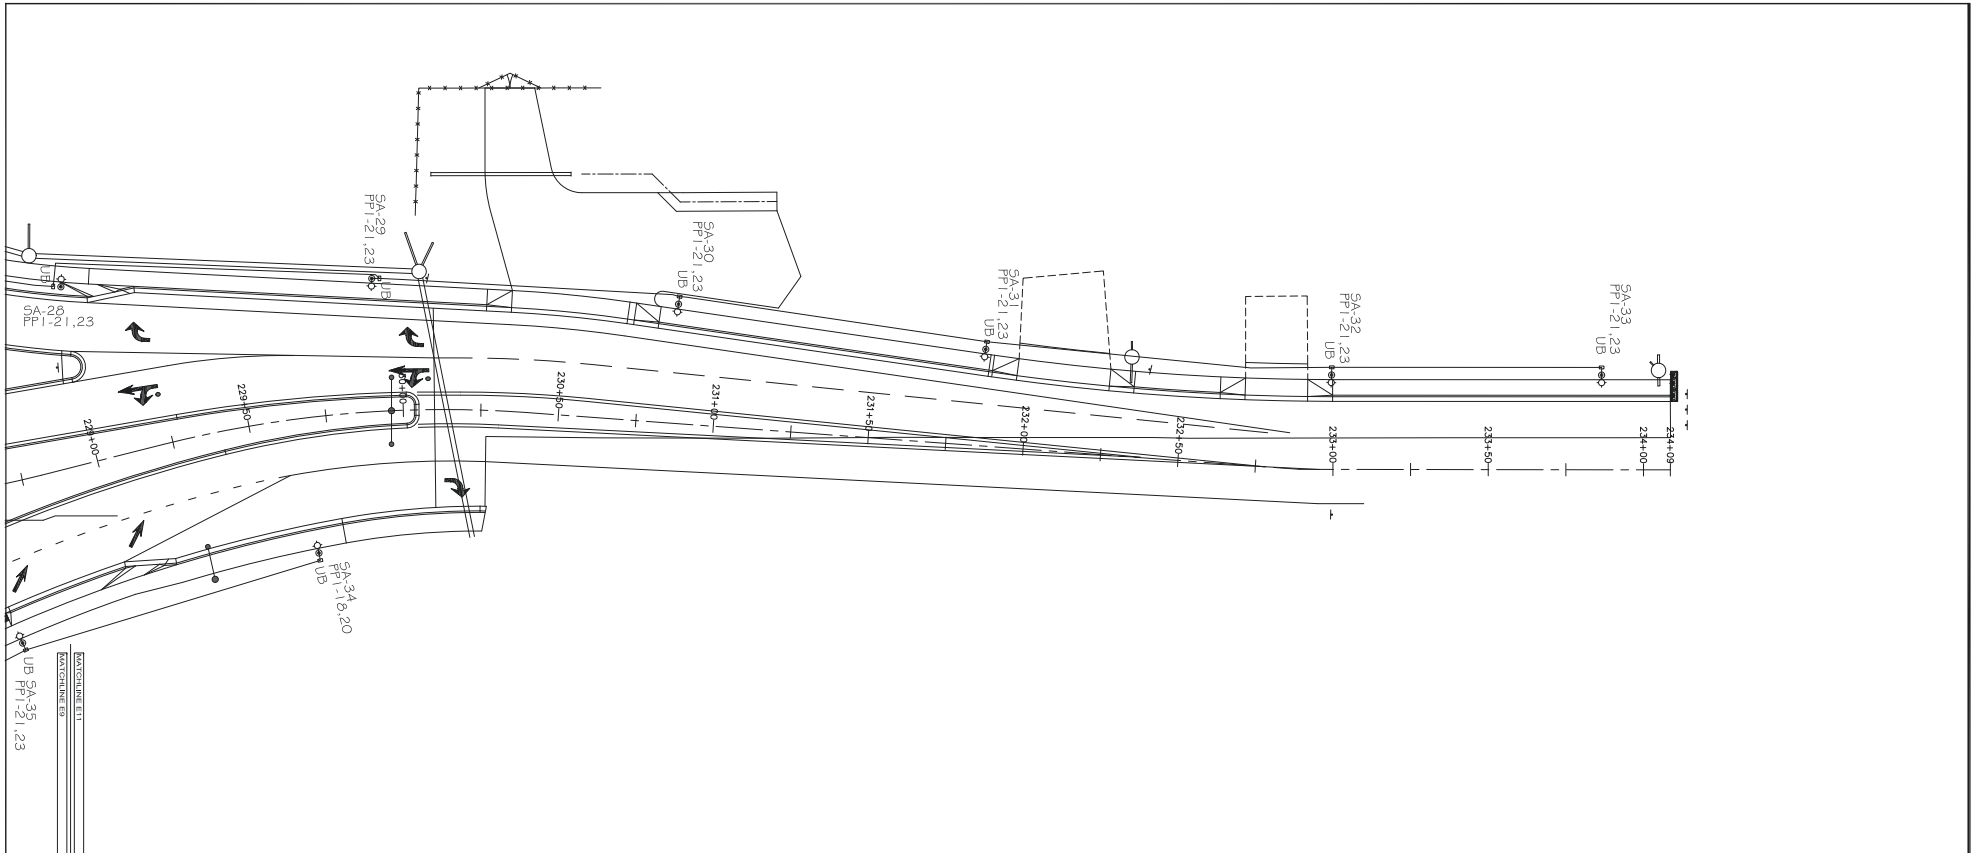 SA-28
PP1-21,23
UB
SA-29
PP1-21,23
UB
SA-30
PP1-21,23
UB
SA-31
PP1-21,23
UB
SA-32
PP1-21,23
UB
SA-33
PP1-21,23
UB
229+00
229+50
230+50
231+00
231+50
232+00
232+50
233+00
233+50
234+00
234+09
SA-34
PP1-18,20
UB
UB SA-35
PP1-21,23
MATCHLINE E11
MATCHLINE E9